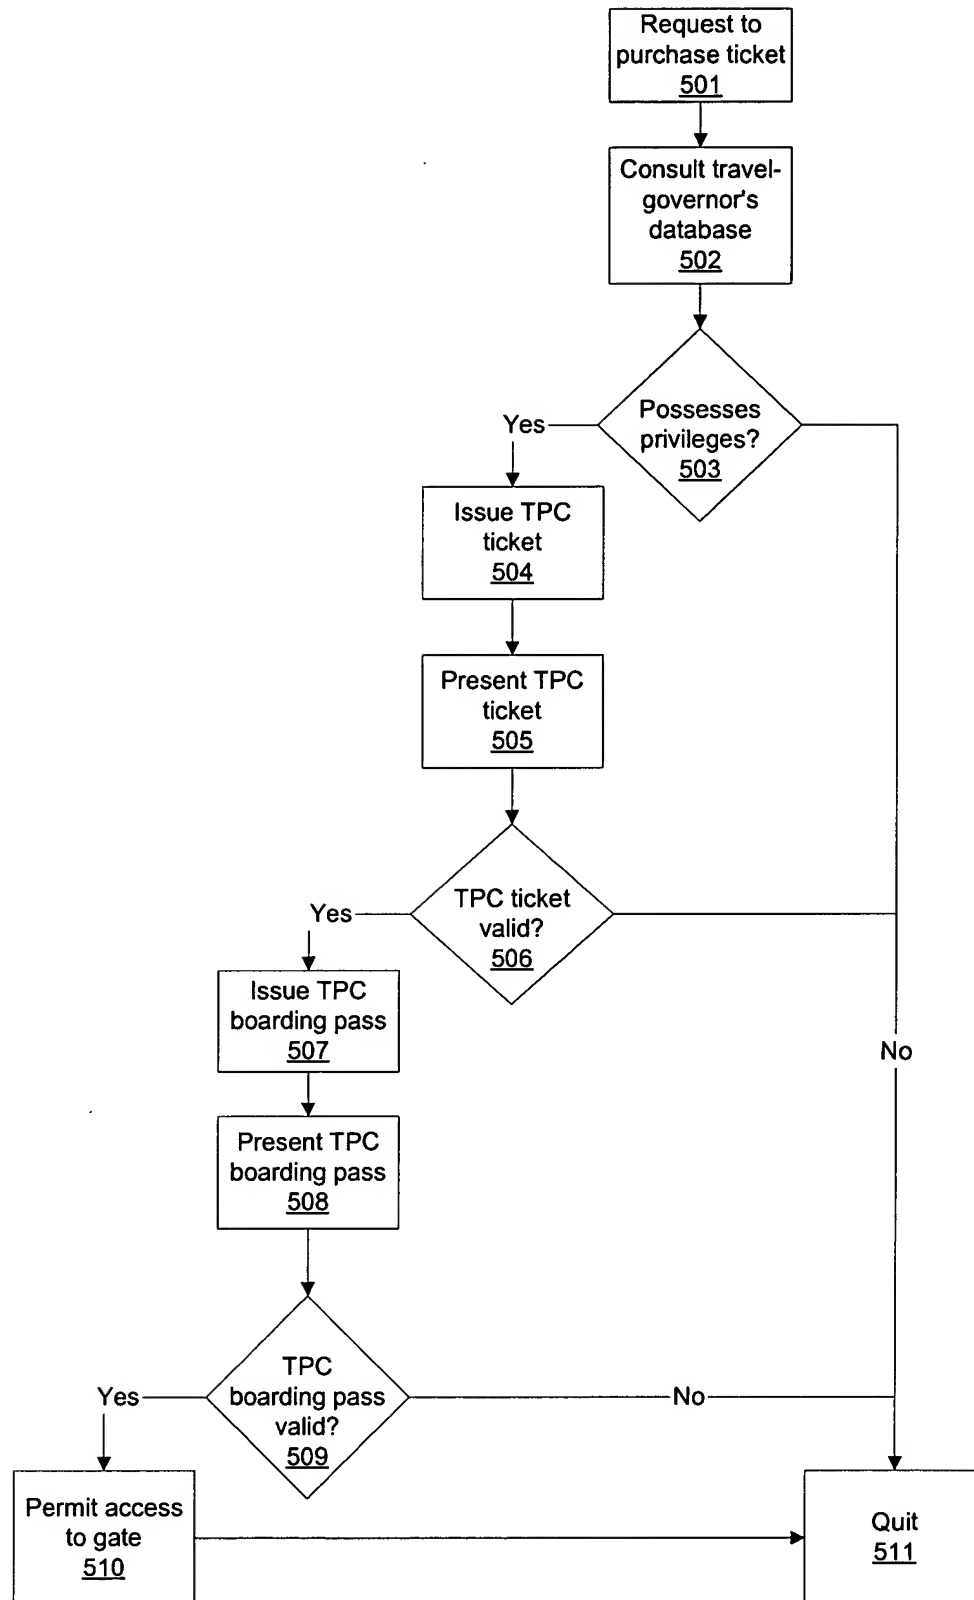 Request to
purchase ticket
501
Consult travel-
governor's
database
502
Possesses
privileges?
503
Yes
Issue TPC
ticket
504
Present TPC
ticket
505
TPC ticket
valid?
506
Yes
Issue TPC
boarding pass
507
No
Present TPC
boarding pass
508
TPC
boarding pass
valid?
509
Yes
No
Permit access
to gate
510
Quit
511